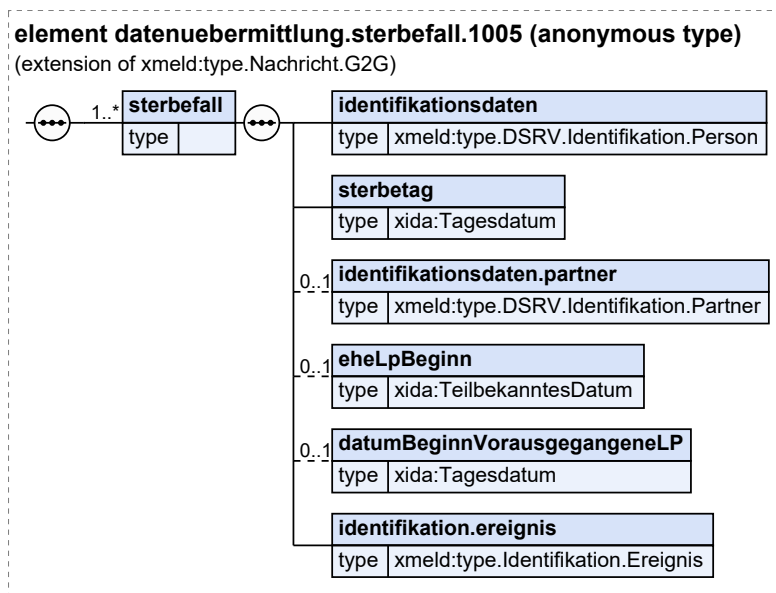 element datenuebermittlung.sterbefall.1005 (anonymous type)
(extension of xmeld:type.Nachricht.G2G)
1..* sterbefall
type
identifikationsdaten
type xmeld:type.DSRV.Identifikation.Person
sterbetag
type xida:Tagesdatum
0..1 identifikationsdaten.partner
type xmeld:type.DSRV.Identifikation.Partner
0..1 eheLpBeginn
type xida:TeilbekanntesDatum
0..1 datumBeginnVorausgegangeneLP
type xida:Tagesdatum
identifikation.ereignis
type xmeld:type.Identifikation.Ereignis